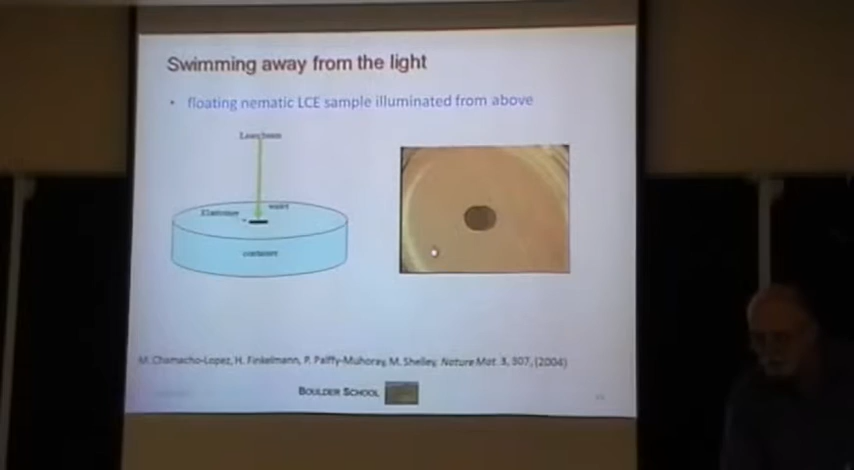 Swimming away from the light
• floating nematic LCE sample illuminated from above
Laser beam
Elastomer
water
container
M. Chamacho-Lopez, H. Finkelmann, P. Palffy-Muhoray, M. Shelley, Nature Mat. 3, 307, (2004)
BOULDER SCHOOL